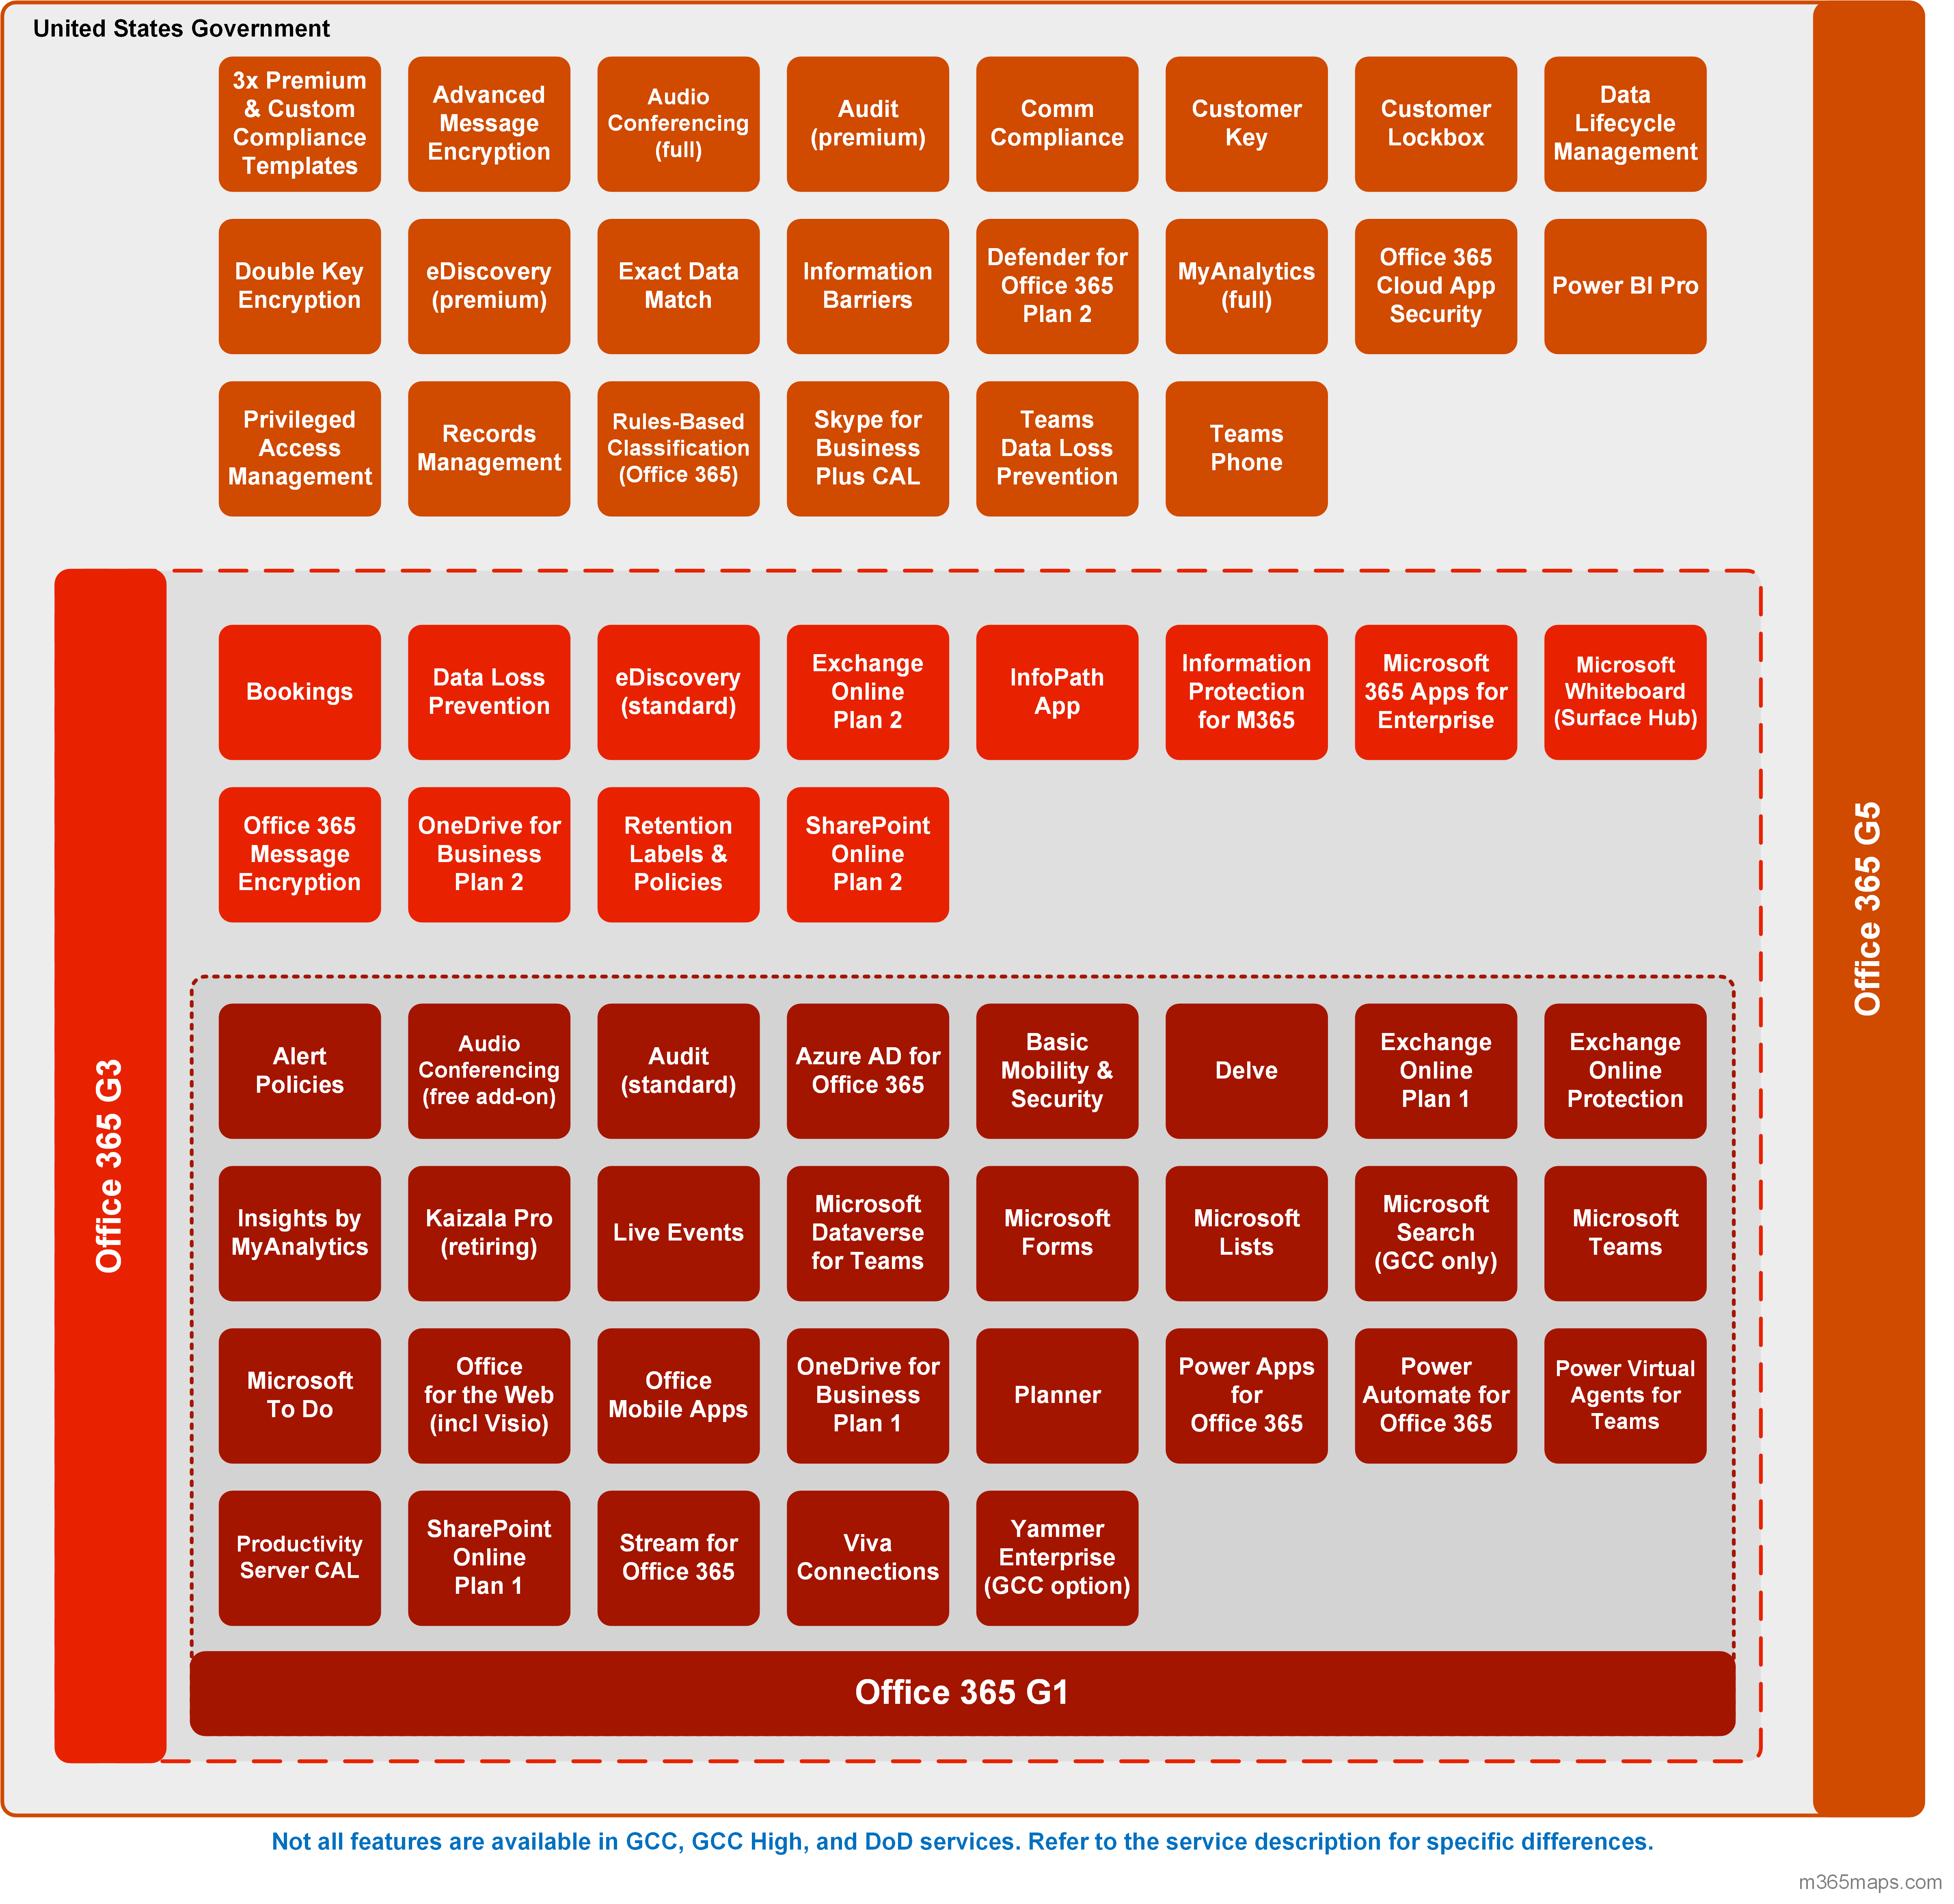 United States Government
3x Premium
& Custom
Compliance
Templates
Advanced
Message
Encryption
Audio
Conferencing
(full)
Audit
(premium)
Comm
Compliance
Customer
Key
Customer
Lockbox
Data
Lifecycle
Management
Double Key
Encryption
eDiscovery
(premium)
Exact Data
Match
Information
Barriers
Defender for
Office 365
Plan 2
MyAnalytics
(full)
Office 365
Cloud App
Security
Power BI Pro
Privileged
Access
Management
Records
Management
Rules-Based
Classification
(Office 365)
Skype for
Business
Plus CAL
Teams
Data Loss
Prevention
Teams
Phone
Office 365 G5
Office 365 G3
Bookings
Data Loss
Prevention
eDiscovery
(standard)
Exchange
Online
Plan 2
InfoPath
App
Information
Protection
for M365
Microsoft
365 Apps for
Enterprise
Microsoft
Whiteboard
(Surface Hub)
Office 365
Message
Encryption
OneDrive for
Business
Plan 2
Retention
Labels &
Policies
SharePoint
Online
Plan 2
Alert
Policies
Audio
Conferencing
(free add-on)
Audit
(standard)
Azure AD for
Office 365
Basic
Mobility &
Security
Delve
Exchange
Online
Plan 1
Exchange
Online
Protection
Insights by
MyAnalytics
Kaizala Pro
(retiring)
Live Events
Microsoft
Dataverse
for Teams
Microsoft
Forms
Microsoft
Lists
Microsoft
Search
(GCC only)
Microsoft
Teams
Microsoft
To Do
Office
for the Web
(incl Visio)
Office
Mobile Apps
OneDrive for
Business
Plan 1
Planner
Power Apps
for
Office 365
Power
Automate for
Office 365
Power Virtual
Agents for
Teams
Productivity
Server CAL
SharePoint
Online
Plan 1
Stream for
Office 365
Viva
Connections
Yammer
Enterprise
(GCC option)
Office 365 G1
Not all features are available in GCC, GCC High, and DoD services. Refer to the service description for specific differences.
m365maps.com